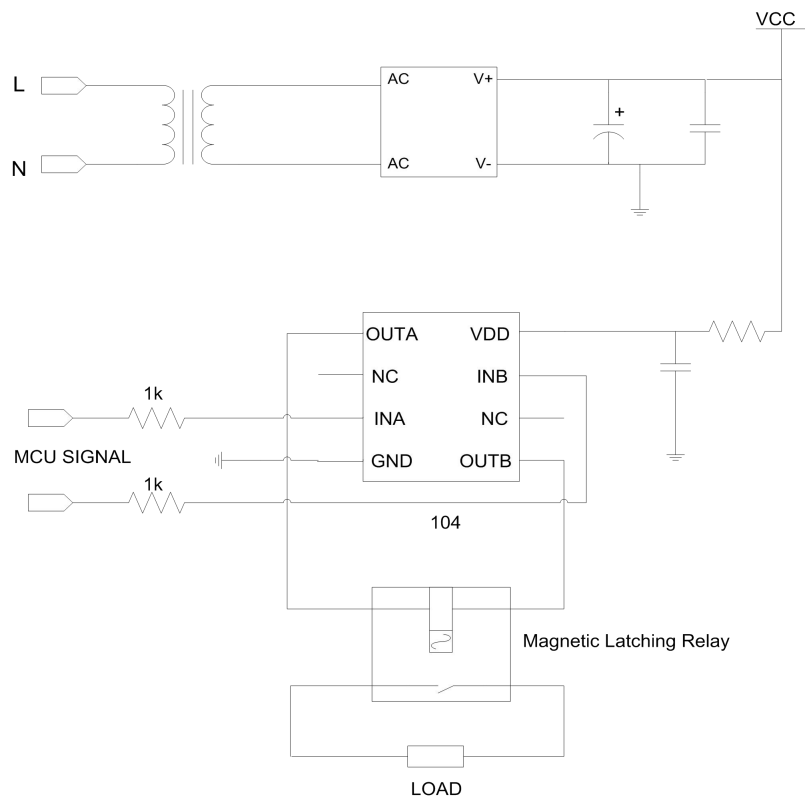 VCC
L
AC
V+
+
N
AC
V-
OUTA
VDD
NC
INB
1k
INA
NC
MCU SIGNAL
GND
OUTB
1k
104
Magnetic Latching Relay
LOAD